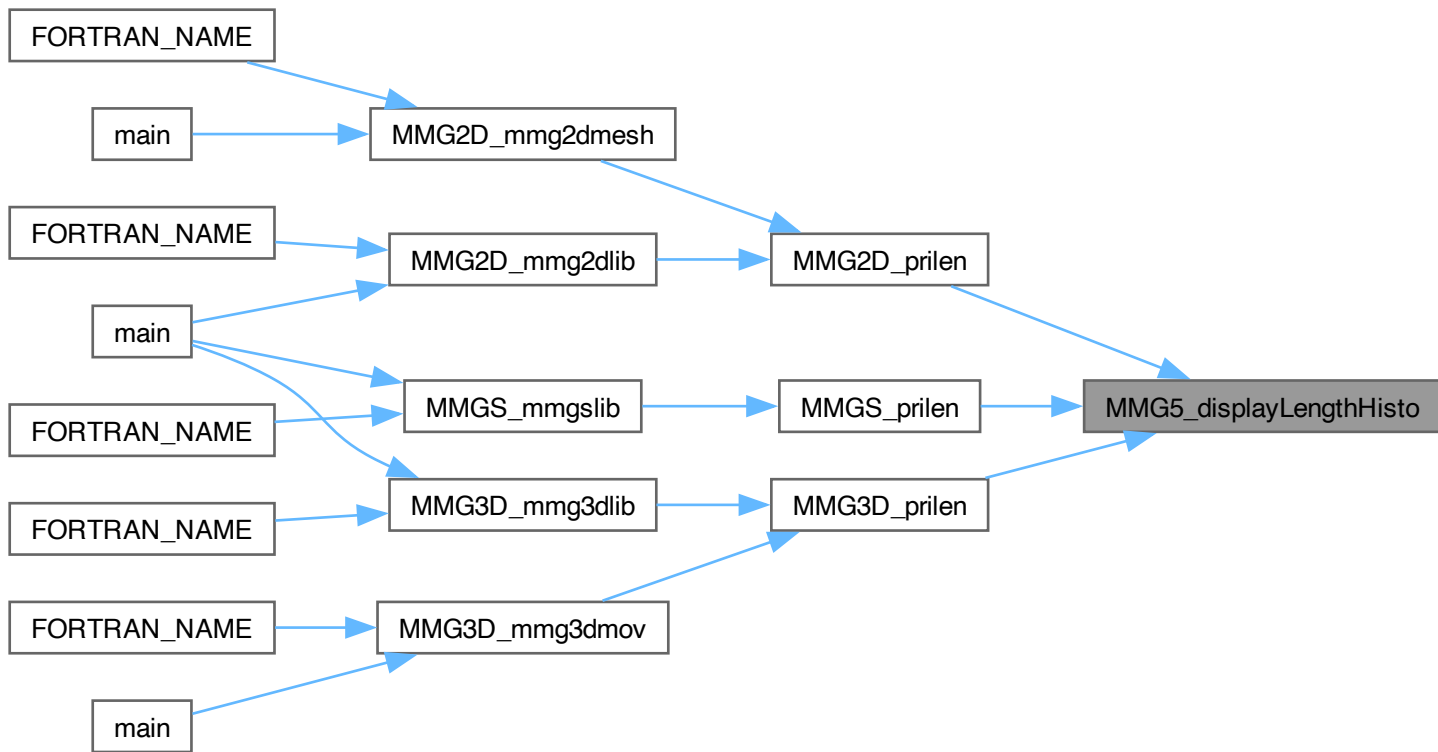 FORTRAN_NAME
main
MMG2D_mmg2dmesh
FORTRAN_NAME
MMG2D_mmg2dlib
MMG2D_prilen
main
MMGS_mmgslib
MMGS_prilen
MMG5_displayLengthHisto
FORTRAN_NAME
FORTRAN_NAME
MMG3D_mmg3dlib
MMG3D_prilen
FORTRAN_NAME
MMG3D_mmg3dmov
main